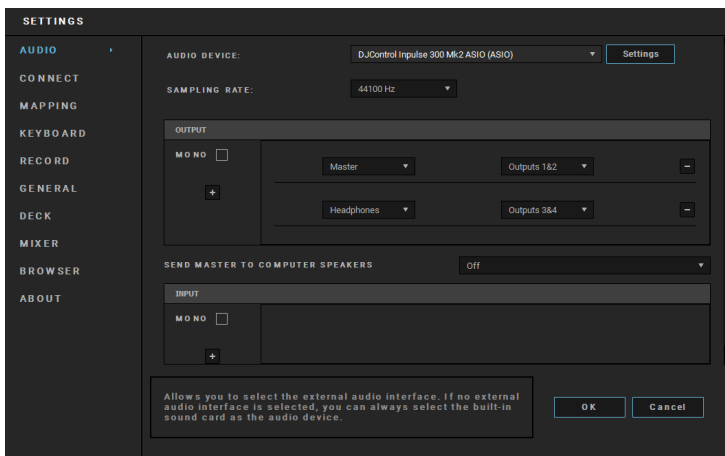 SETTINGS
AUDIO
CONNECT
MAPPING
KEYBOARD
RECORD
GENERAL
DECK
MIXER
BROWSER
ABOUT
AUDIO DEVICE: DJControl Inpulse 300 Mk2 ASIO (ASIO) Settings
SAMPLING RATE: 44100 Hz
OUTPUT
MONO
+
Master Outputs 1&2 −
Headphones Outputs 3&4 −
SEND MASTER TO COMPUTER SPEAKERS Off
INPUT
MONO
+
Allows you to select the external audio interface. If no external
audio interface is selected, you can always select the built-in
sound card as the audio device.
OK Cancel